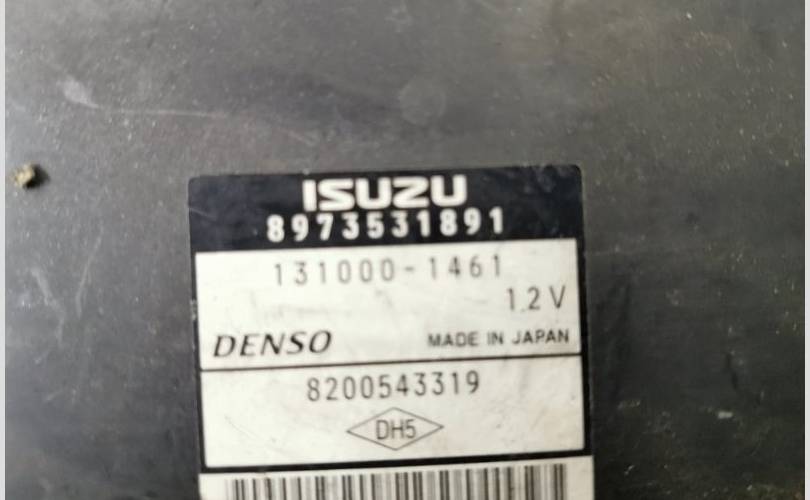 ISUZU
8973531891
131000-1461
12V
DENSO MADE IN JAPAN
8200543319
DH5